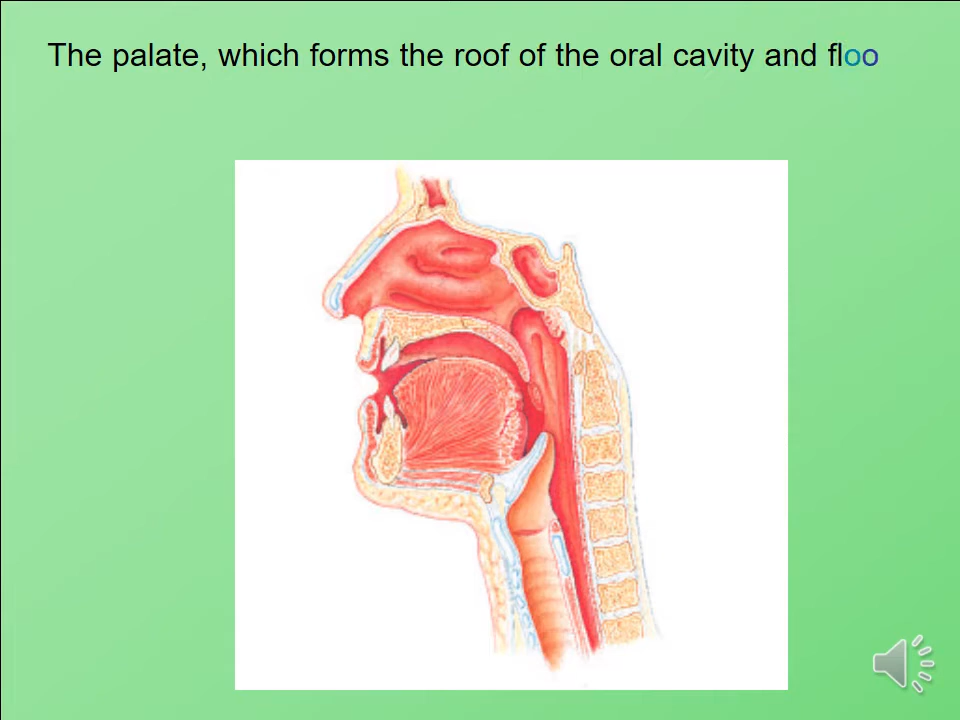 The palate, which forms the roof of the oral cavity and floo